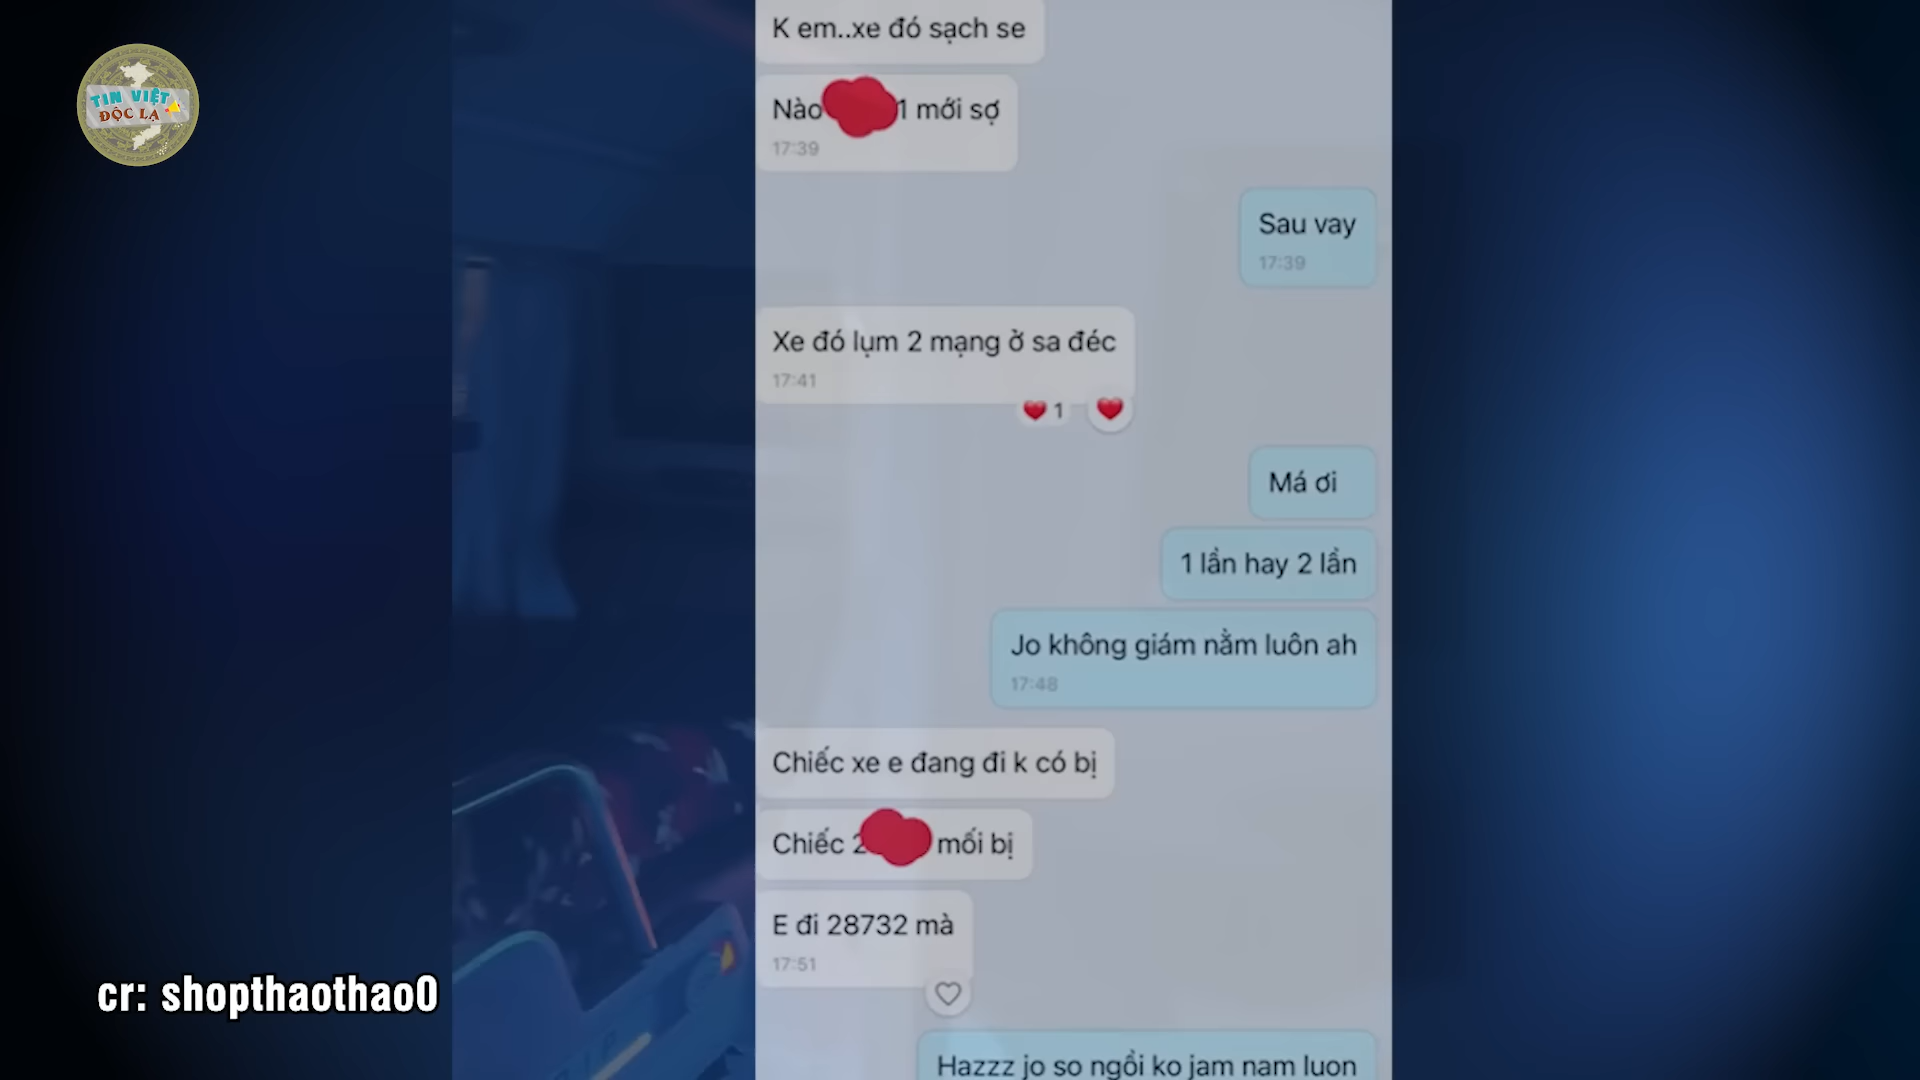 TIN VIỆT
ĐỘC LẠ
K em..xe đó sạch se
Nào 1 mới sợ
17:39
Sau vay
17:39
Xe đó lụm 2 mạng ở sa đéc
17:41
1
Má ơi
1 lần hay 2 lần
Jo không giám nằm luôn ah
17:48
Chiếc xe e đang đi k có bị
Chiếc 2 mối bị
E đi 28732 mà
17:51
Hazzz jo so ngồi ko jam nam luon
cr: shopthaothao0